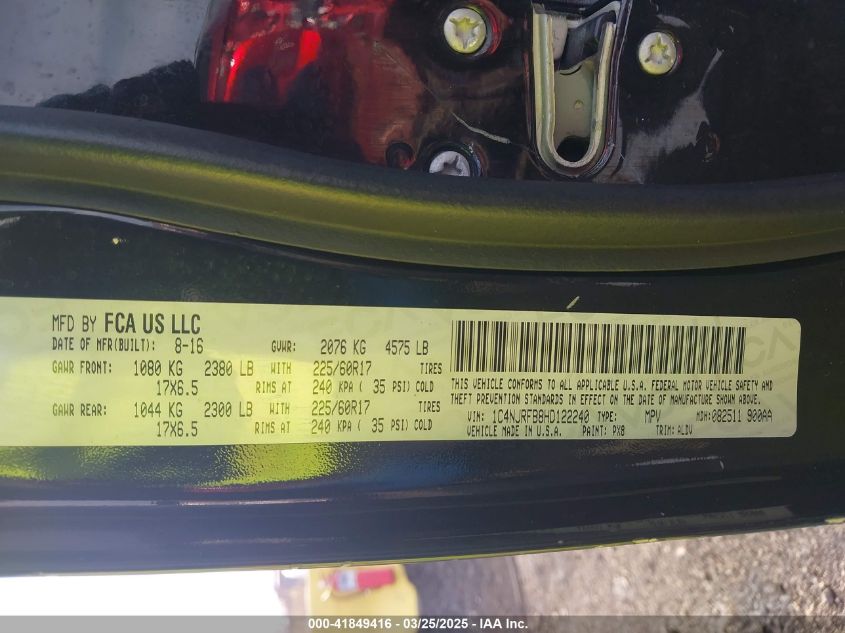 MFD BY FCA US LLC
DATE OF MFR(BUILT): 8-16 GVWR: 2076 KG 4575 LB
GAWR FRONT: 1080 KG 2380 LB WITH 225/60R17 TIRES
17X6.5 RIMS AT 240 KPA ( 35 PSI) COLD
GAWR REAR: 1044 KG 2300 LB WITH 225/60R17 TIRES
17X6.5 RIMS AT 240 KPA ( 35 PSI) COLD
THIS VEHICLE CONFORMS TO ALL APPLICABLE U.S.A. FEDERAL MOTOR VEHICLE SAFETY AND
THEFT PREVENTION STANDARDS IN EFFECT ON THE DATE OF MANUFACTURE SHOWN ABOVE.
VIN: 1C4NJRFB8HD122240 TYPE: MPV MDH: 082511 900AA
VEHICLE MADE IN U.S.A. PAINT: PX8 TRIM: ALDV
000-41849416 - 03/25/2025 - IAA Inc.